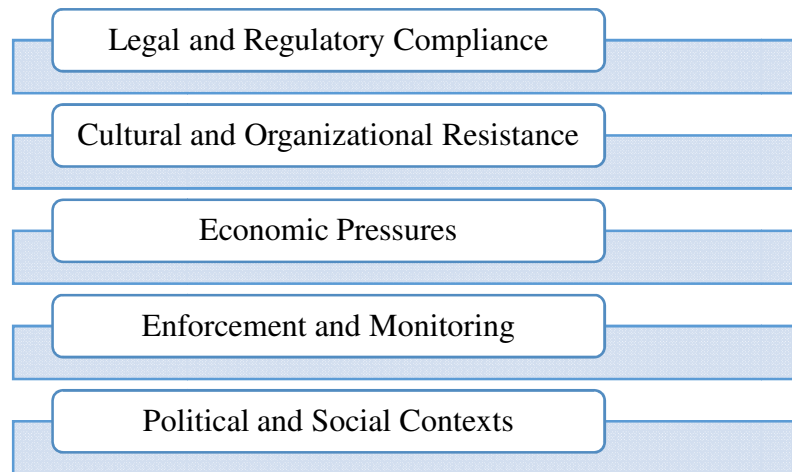 Legal and Regulatory Compliance
Cultural and Organizational Resistance
Economic Pressures
Enforcement and Monitoring
Political and Social Contexts